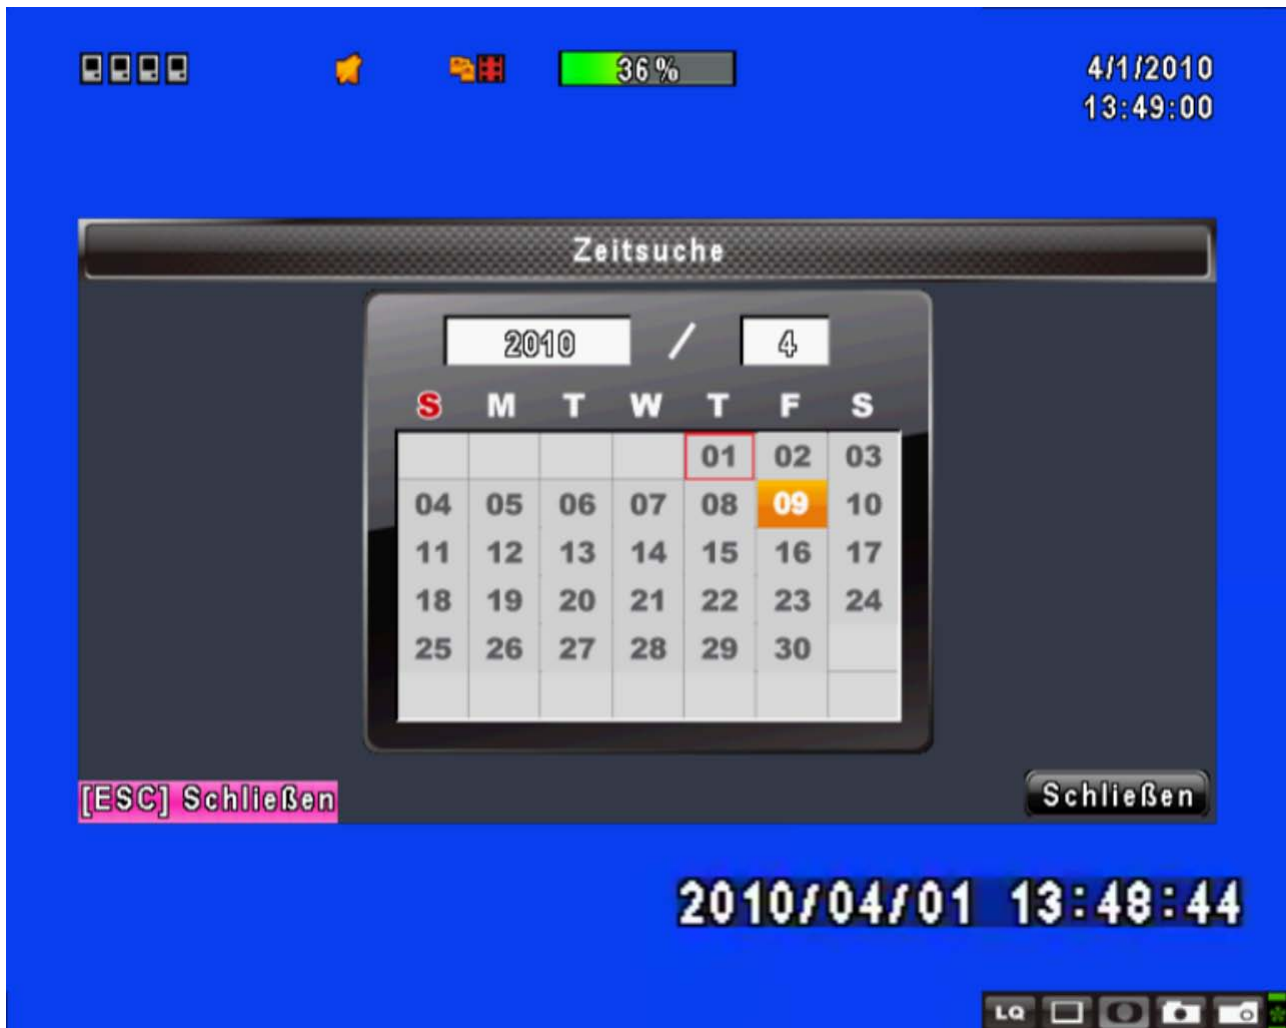 36%
4/1/2010
13:49:00
Zeitsuche
2010 / 4
S M T W T F S
01 02 03
04 05 06 07 08 09 10
11 12 13 14 15 16 17
18 19 20 21 22 23 24
25 26 27 28 29 30
[ESC] Schließen
Schließen
2010/04/01 13:48:44
LQ